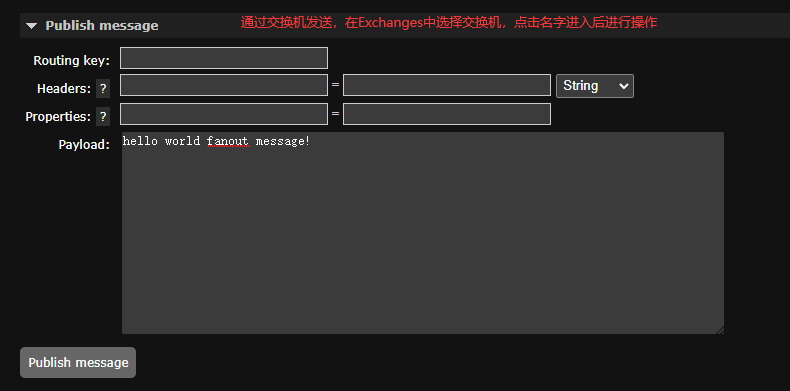 Publish message 通过交换机发送，在Exchanges中选择交换机，点击名字进入后进行操作
Routing key:
Headers: ? = String
Properties: ? =
Payload: hello world fanout message!
Publish message